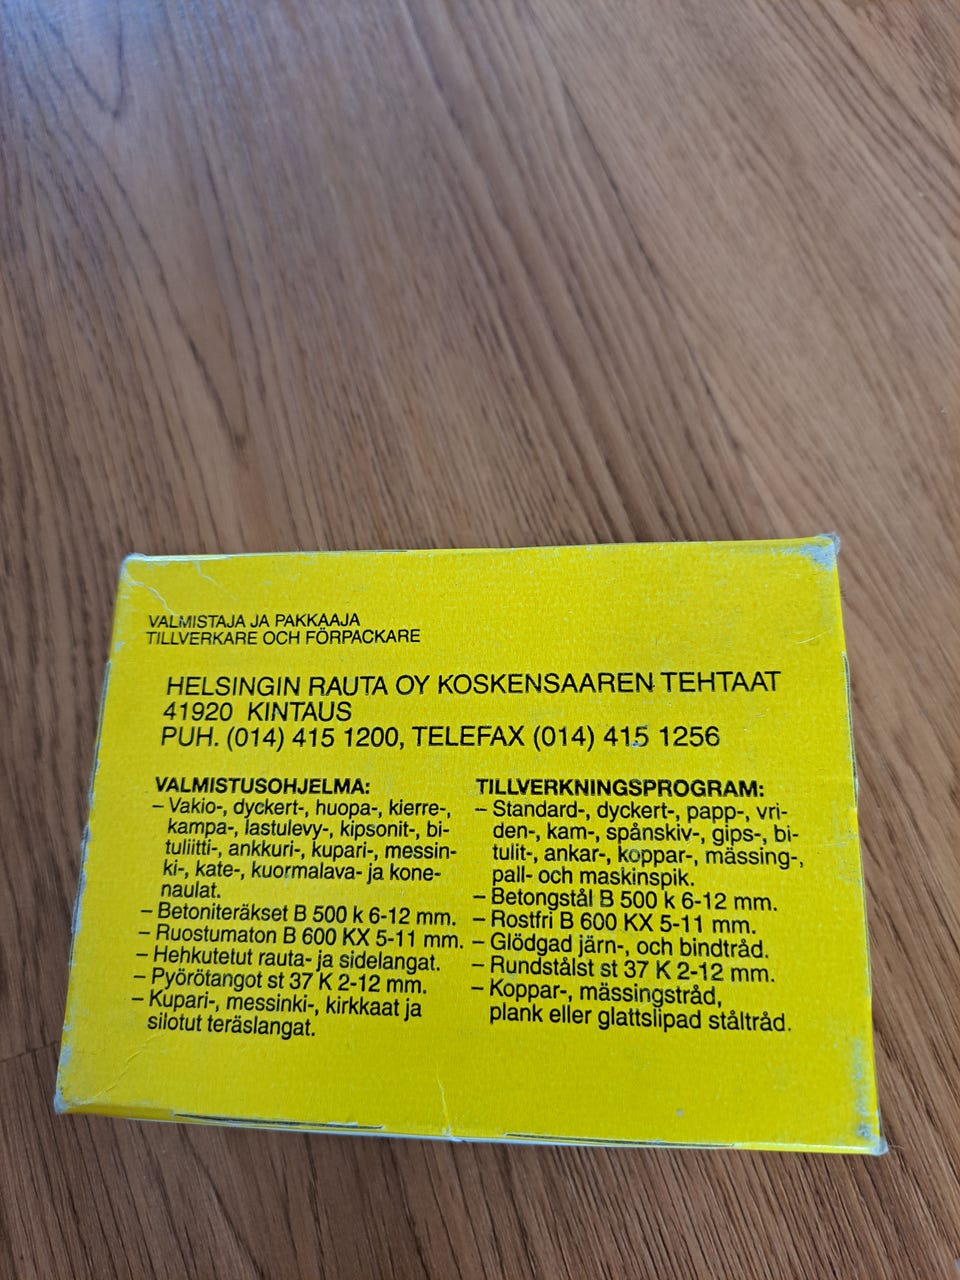 VALMISTAJA JA PAKKAAJA
TILLVERKARE OCH FÖRPACKARE
HELSINGIN RAUTA OY KOSKENSAAREN TEHTAAT
41920 KINTAUS
PUH. (014) 415 1200, TELEFAX (014) 415 1256
VALMISTUSOHJELMA:
– Vakio-, dyckert-, huopa-, kierre-,
kampa-, lastulevy-, kipsonit-, bi-
tuliitti-, ankkuri-, kupari-, messin-
ki-, kate-, kuormalava- ja kone-
naulat.
– Betoniteräkset B 500 k 6-12 mm.
– Ruostumaton B 600 KX 5-11 mm.
– Hehkutetut rauta- ja sidelangat.
– Pyörötangot st 37 K 2-12 mm.
– Kupari-, messinki-, kirkkaat ja
silotut teräslangat.
TILLVERKNINGSPROGRAM:
– Standard-, dyckert-, papp-, vri-
den-, kam-, spånskiv-, gips-, bi-
tulit-, ankar-, koppar-, mässing-,
pall- och maskinspik.
– Betongstål B 500 k 6-12 mm.
– Rostfri B 600 KX 5-11 mm.
– Glödgad järn-, och bindtråd.
– Rundstålst st 37 K 2-12 mm.
– Koppar-, mässingstråd,
plank eller glattslipad ståltråd.